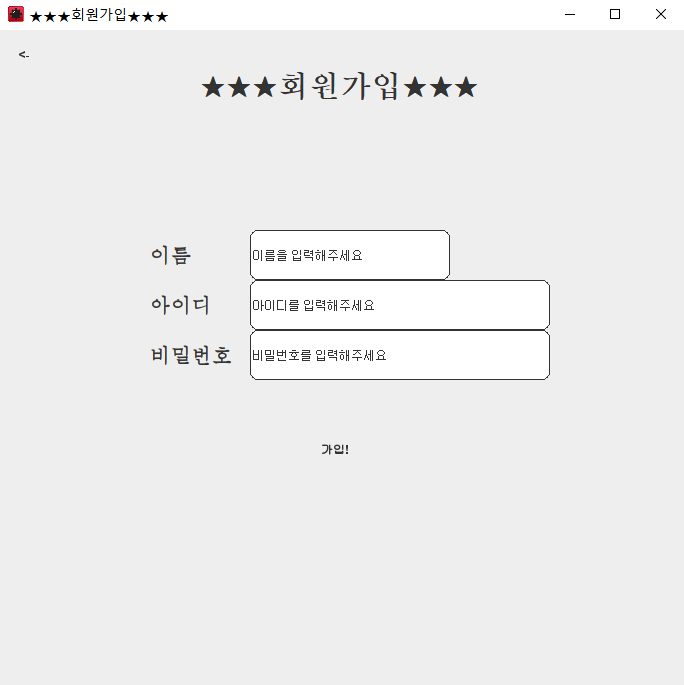 ★★★회원가입★★★
<-
★★★회원가입★★★
이름 이름을 입력해주세요
아이디 아이디를 입력해주세요
비밀번호 비밀번호를 입력해주세요
가입!